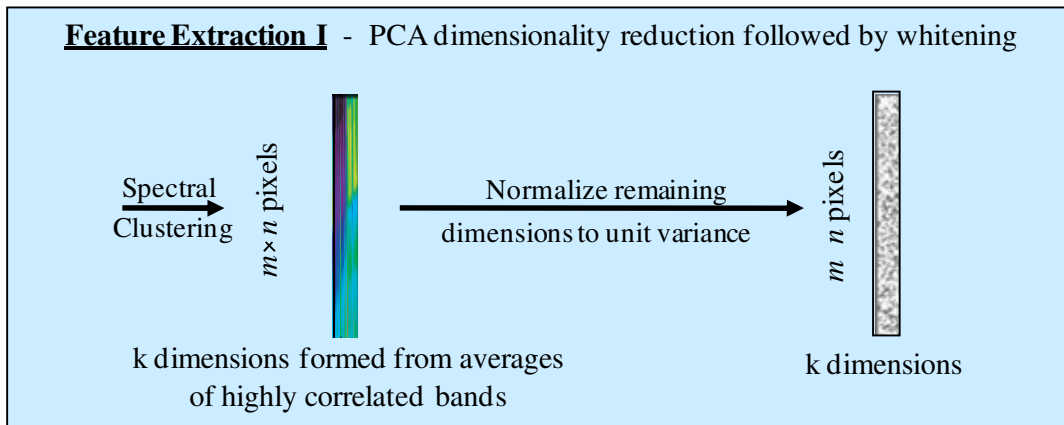 Feature Extraction I - PCA dimensionality reduction followed by whitening
Spectral
Clustering
m× n pixels
Normalize remaining
dimensions to unit variance
m n pixels
k dimensions formed from averages
of highly correlated bands
k dimensions